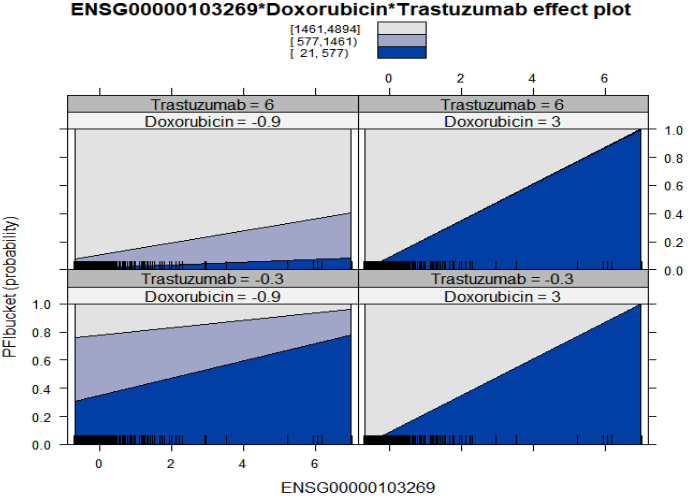 ENSG00000103269*Doxorubicin*Trastuzumab effect plot
[1461,4894]
[ 577,1461)
[ 21, 577)
0 2 4 6
Trastuzumab = 6 Trastuzumab = 6
Doxorubicin = -0.9 Doxorubicin = 3
1.0
0.8
0.6
0.4
0.2
0.0
Trastuzumab = -0.3 Trastuzumab = -0.3
Doxorubicin = -0.9 Doxorubicin = 3
PFIbucket (probability)
1.0
0.8
0.6
0.4
0.2
0.0
0 2 4 6
ENSG00000103269